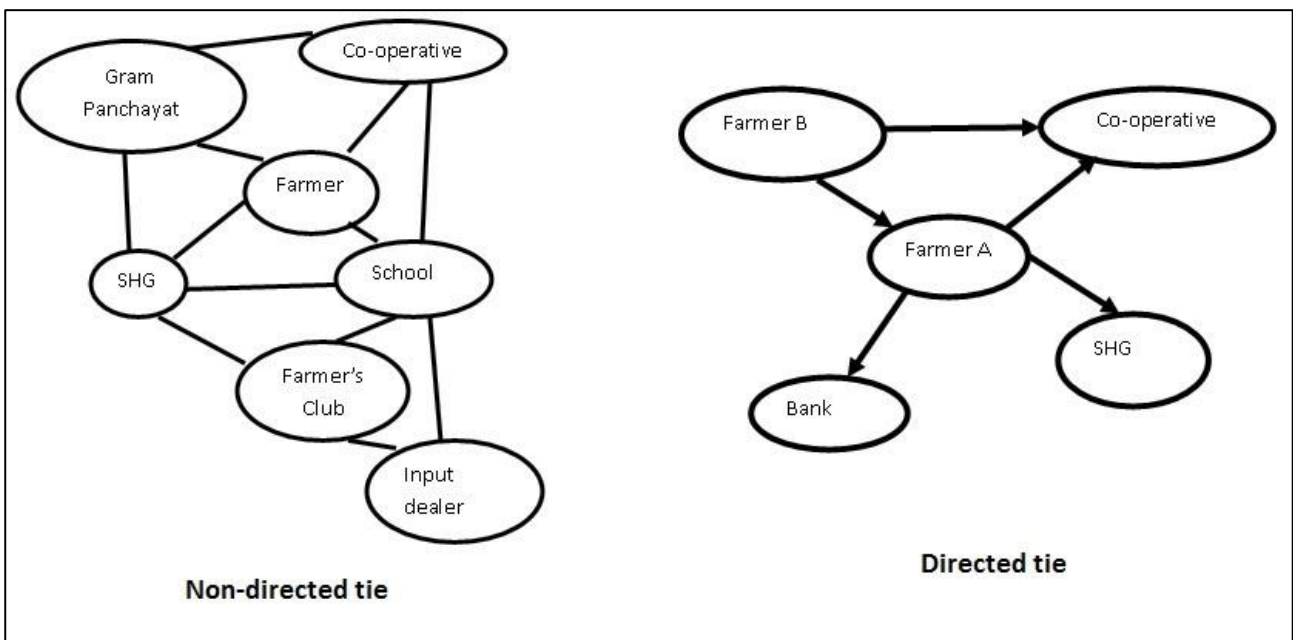 Gram
Panchayat
Co-operative
Farmer
SHG
School
Farmer's
Club
Input
dealer
Non-directed tie
Farmer B
Co-operative
Farmer A
SHG
Bank
Directed tie